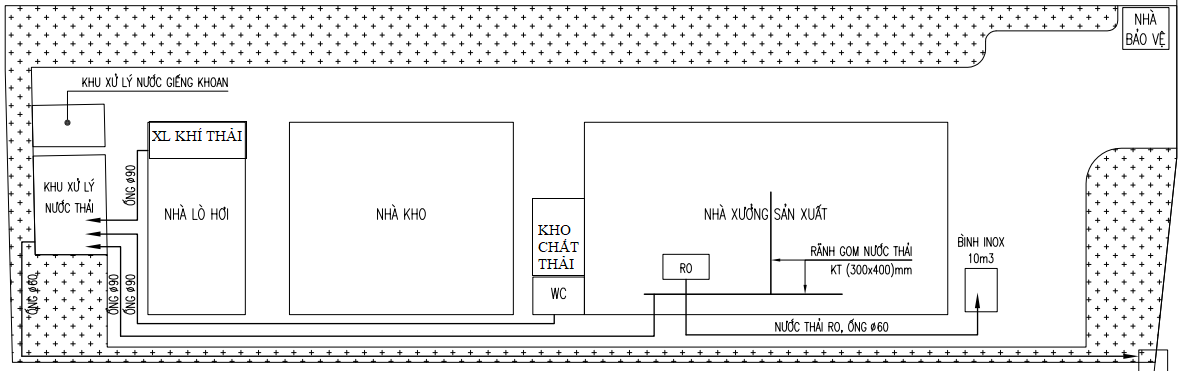 NHÀ
BẢO VỆ
KHU XỬ LÝ NƯỚC GIẾNG KHOAN
XL KHÍ THẢI
ỐNG Ø90
KHU XỬ LÝ
NƯỚC THẢI
NHÀ LÒ HƠI
NHÀ KHO
NHÀ XƯỞNG SẢN XUẤT
KHO
CHẤT
THẢI
WC
RO
RÃNH GOM NƯỚC THẢI
KT (300x400)mm
BÌNH INOX
10m3
ỐNG Ø60
ỐNG Ø90
ỐNG Ø90
NƯỚC THẢI RO, ỐNG Ø60